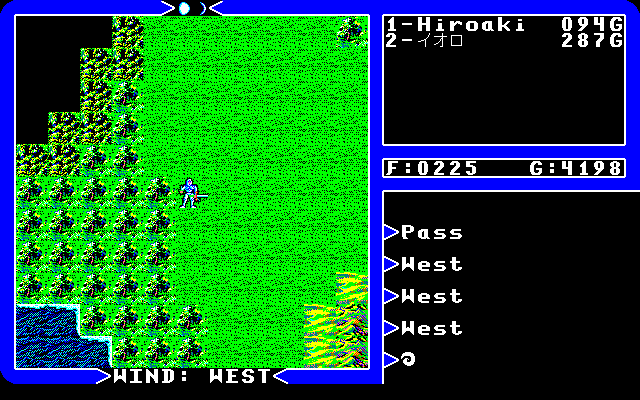 1-Hiroaki 094G
2-イオロ 287G
F:0225 G:4198
Pass
West
West
West
WIND: WEST